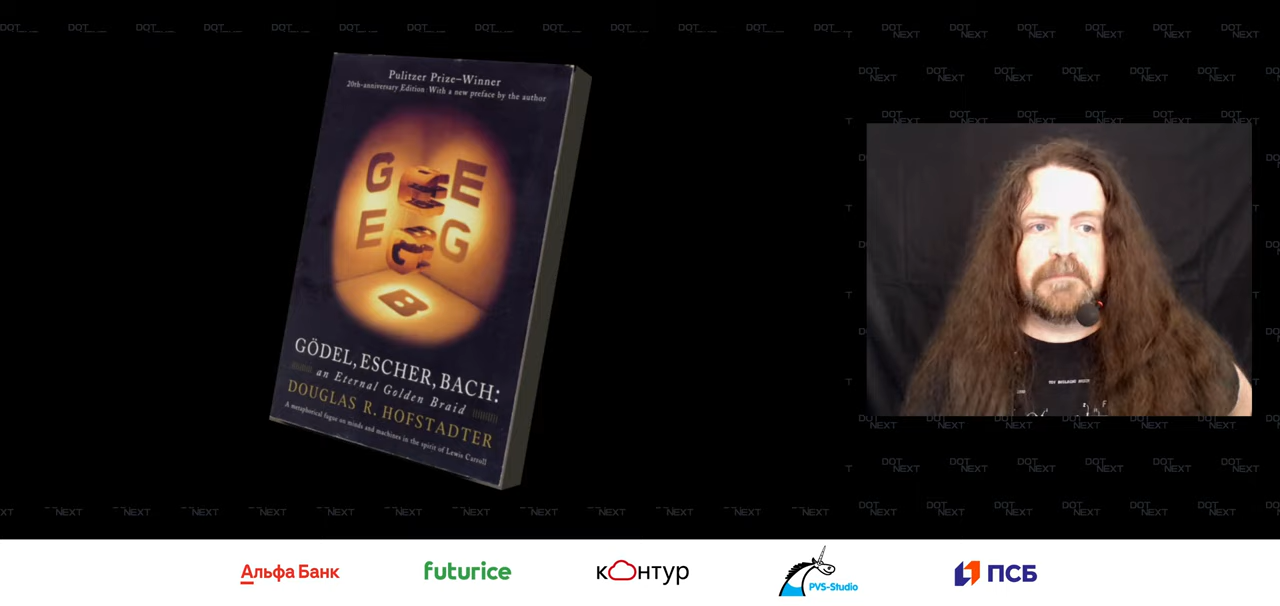 Pulitzer Prize–Winner
20th-anniversary Edition With a new preface by the author
G E
E G
B
GÖDEL, ESCHER, BACH:
an Eternal Golden Braid
DOUGLAS R. HOFSTADTER
A metaphorical fugue on minds and machines in the spirit of Lewis Carroll
DOT
NEXT
Альфа Банк
futurice
контур
PVS-Studio
ПСБ